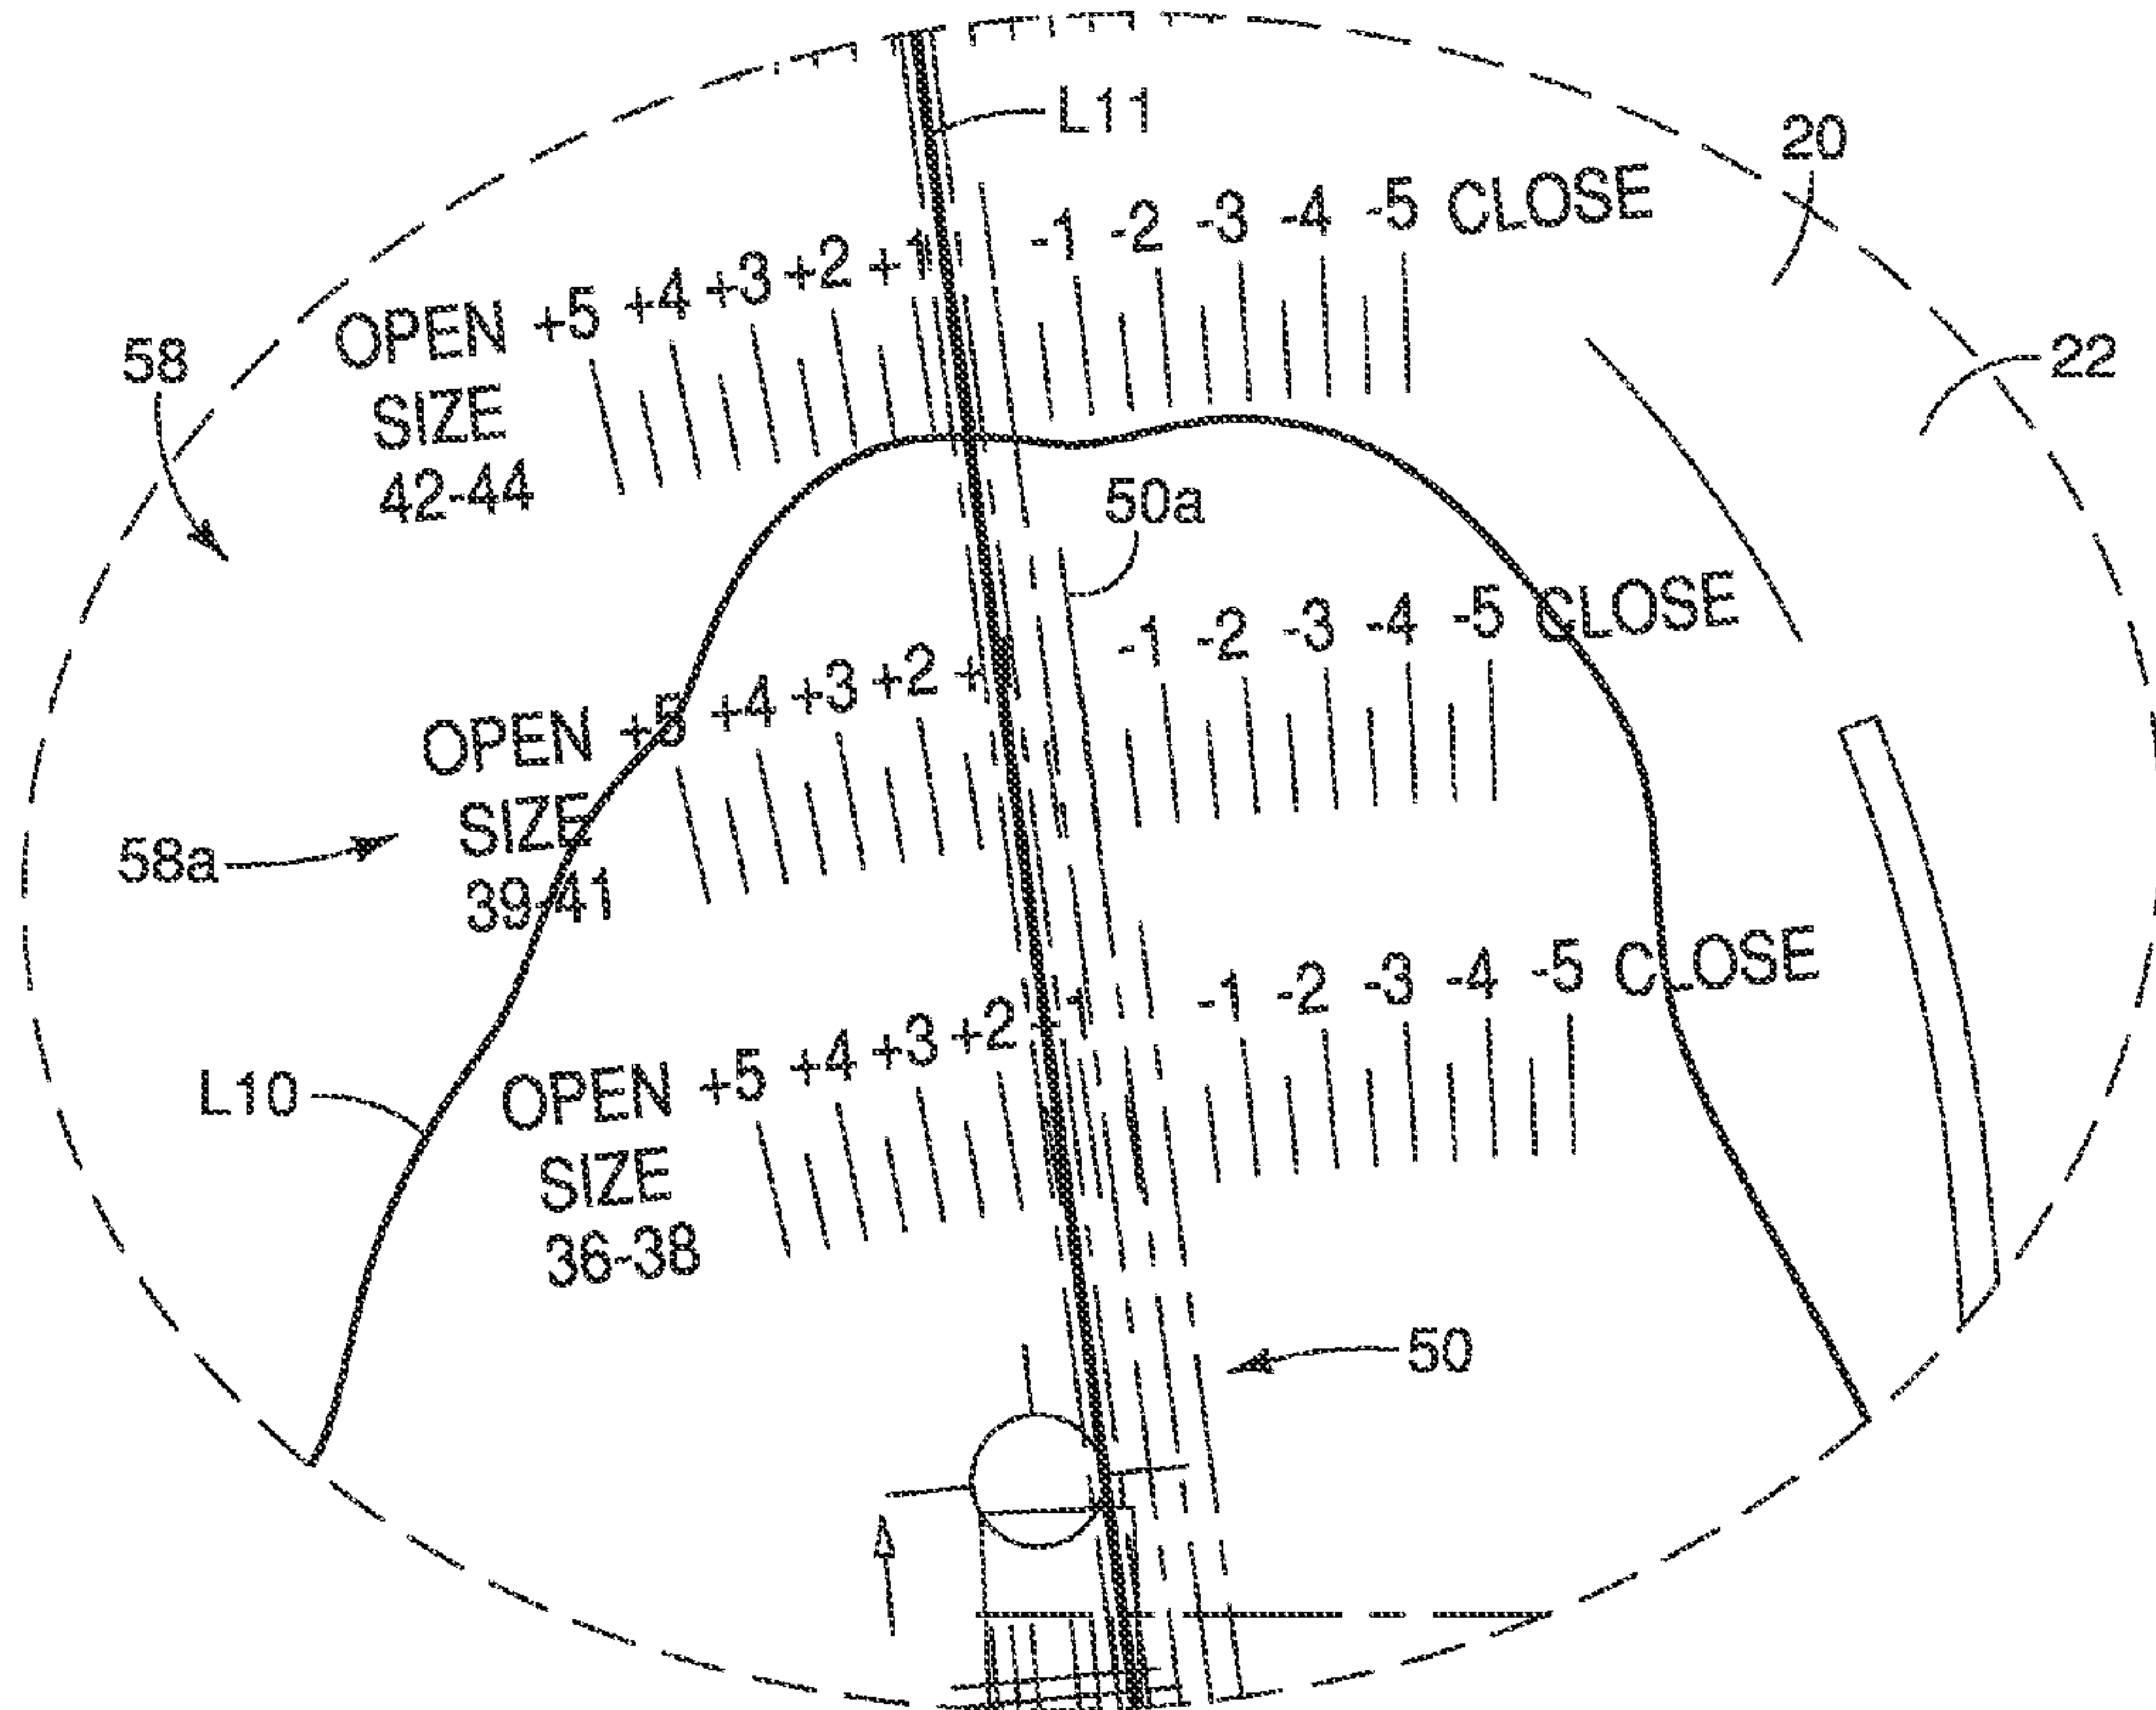 L11
20
OPEN +5 +4 +3 +2 +1 -1 -2 -3 -4 -5 CLOSE
SIZE
42-44
58
22
50a
OPEN +5 +4 +3 +2 + -1 -2 -3 -4 -5 CLOSE
SIZE
39-41
58a
OPEN +5 +4 +3 +2 +1 -1 -2 -3 -4 -5 CLOSE
SIZE
36-38
L10
50